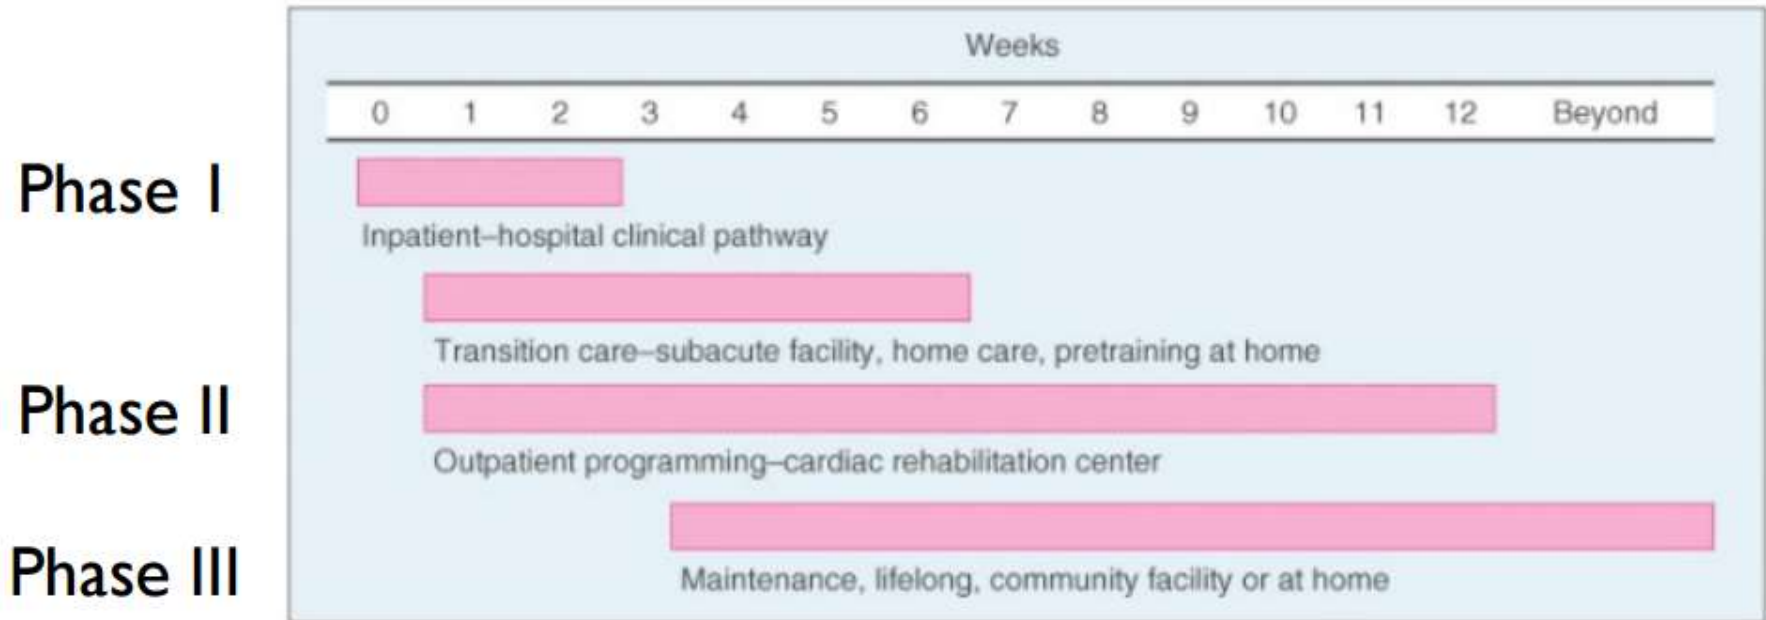 Weeks
0 1 2 3 4 5 6 7 8 9 10 11 12 Beyond
Phase I
Inpatient–hospital clinical pathway
Transition care–subacute facility, home care, pretraining at home
Phase II
Outpatient programming–cardiac rehabilitation center
Phase III
Maintenance, lifelong, community facility or at home